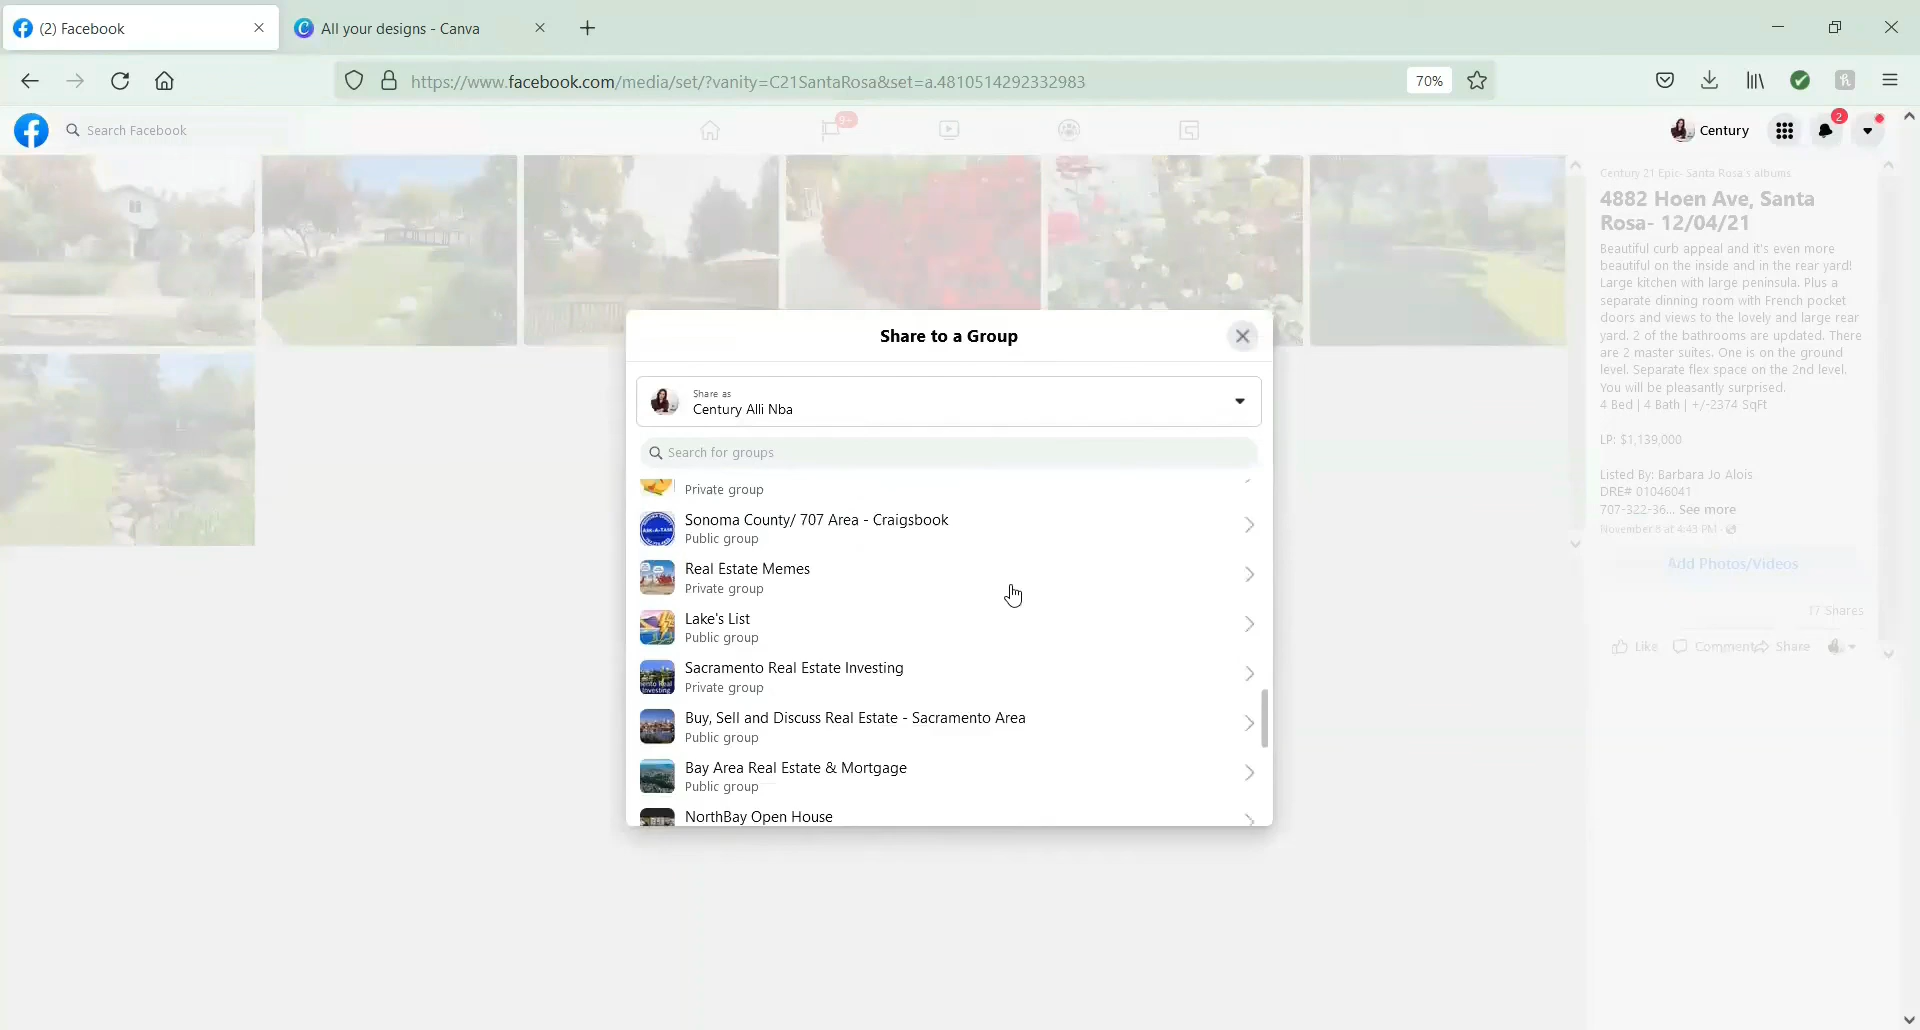 (2) Facebook
All your designs - Canva
https://www.facebook.com/media/set/?vanity=C21SantaRosa&set=a.4810514292332983
70%
Search Facebook
9+
Century
2
Century 21 Epic- Santa Rosa's albums
4882 Hoen Ave, Santa
Rosa- 12/04/21
Beautiful curb appeal and it's even more
beautiful on the inside and in the rear yard!
Large kitchen with large peninsula. Plus a
separate dinning room with French pocket
doors and views to the lovely and large rear
yard. 2 of the bathrooms are updated. There
are 2 master suites. One is on the ground
level. Separate flex space on the 2nd level.
You will be pleasantly surprised.
4 Bed | 4 Bath | +/-2374 SqFt
LP: $1,139,000
Listed By: Barbara Jo Alois
DRE# 01046041
707-322-36... See more
November 8 at 4:43 PM ·
Add Photos/Videos
17 Shares
Like Comment Share
Share to a Group
Share as
Century Alli Nba
Search for groups
Private group
Sonoma County/ 707 Area - Craigsbook
Public group
Real Estate Memes
Private group
Lake's List
Public group
Sacramento Real Estate Investing
Private group
Buy, Sell and Discuss Real Estate - Sacramento Area
Public group
Bay Area Real Estate & Mortgage
Public group
NorthBay Open House